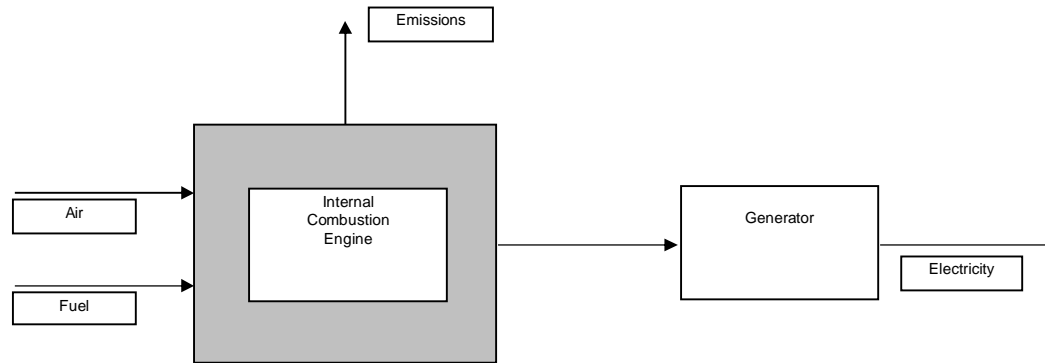 Emissions
Air
Internal
Combustion
Engine
Generator
Fuel
Electricity